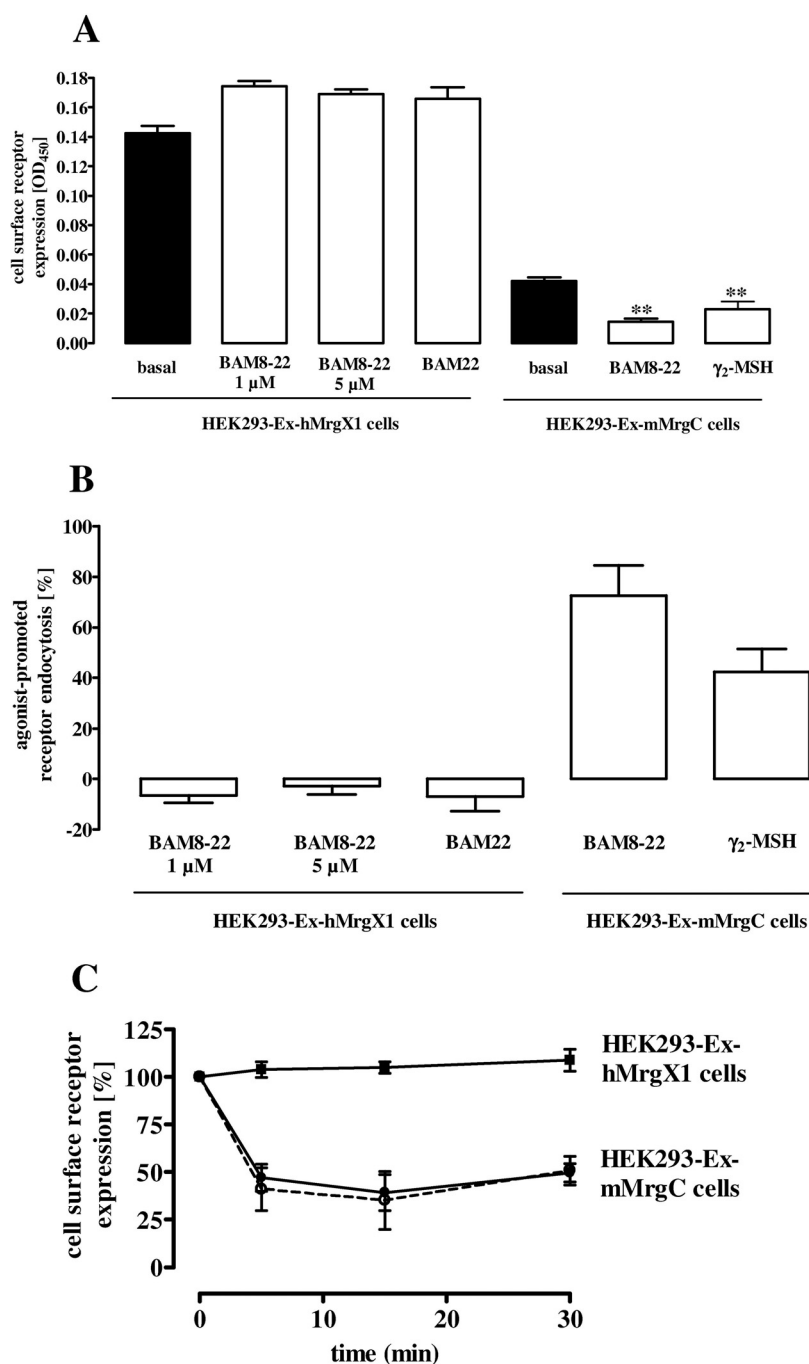 A
cell surface receptor
expression [OD450]
0.18
0.16
0.14
0.12
0.10
0.08
0.06
0.04
0.02
0.00
**
**
basal
BAM8-22
1 µM
BAM8-22
5 µM
BAM22
basal
BAM8-22
γ2-MSH
HEK293-Ex-hMrgX1 cells
HEK293-Ex-mMrgC cells
B
agonist-promoted
receptor endocytosis [%]
100
80
60
40
20
0
-20
BAM8-22
1 µM
BAM8-22
5 µM
BAM22
BAM8-22
γ2-MSH
HEK293-Ex-hMrgX1 cells
HEK293-Ex-mMrgC cells
C
cell surface receptor
expression [%]
125
100
75
50
25
0
HEK293-Ex-
hMrgX1 cells
HEK293-Ex-
mMrgC cells
0
10
20
30
time (min)